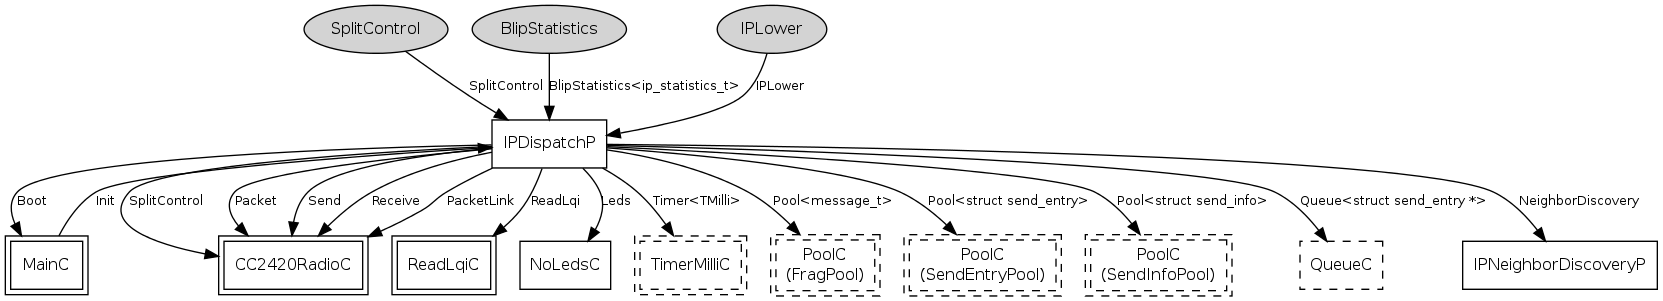 SplitControl
BlipStatistics
IPLower
SplitControl
BlipStatistics<ip_statistics_t>
IPLower
IPDispatchP
Boot
Init
SplitControl
Packet
Send
Receive
PacketLink
ReadLqi
Leds
Timer<TMilli>
Pool<message_t>
Pool<struct send_entry>
Pool<struct send_info>
Queue<struct send_entry *>
NeighborDiscovery
MainC
CC2420RadioC
ReadLqiC
NoLedsC
TimerMilliC
PoolC
(FragPool)
PoolC
(SendEntryPool)
PoolC
(SendInfoPool)
QueueC
IPNeighborDiscoveryP